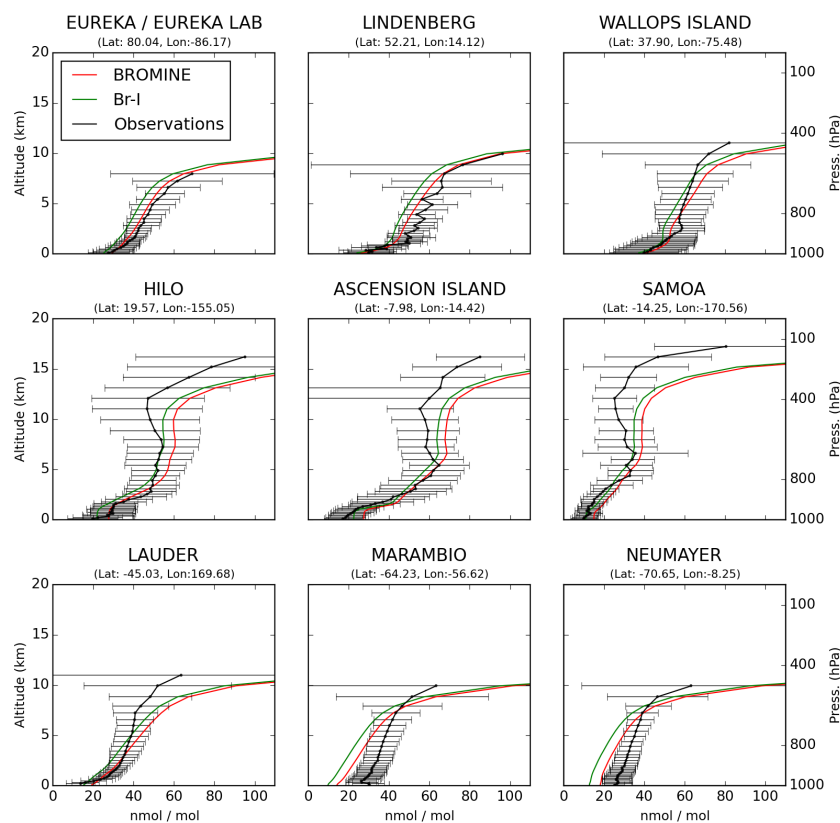 EUREKA / EUREKA LAB
(Lat: 80.04, Lon:-86.17)
LINDENBERG
(Lat: 52.21, Lon:14.12)
WALLOPS ISLAND
(Lat: 37.90, Lon:-75.48)
20
15
10
5
0
Altitude (km)
BROMINE
Br-I
Observations
100
400
800
1000
Press. (hPa)
HILO
(Lat: 19.57, Lon:-155.05)
ASCENSION ISLAND
(Lat: -7.98, Lon:-14.42)
SAMOA
(Lat: -14.25, Lon:-170.56)
20
15
10
5
0
Altitude (km)
100
400
800
1000
Press. (hPa)
LAUDER
(Lat: -45.03, Lon:169.68)
MARAMBIO
(Lat: -64.23, Lon:-56.62)
NEUMAYER
(Lat: -70.65, Lon:-8.25)
20
15
10
5
0
Altitude (km)
100
400
800
1000
Press. (hPa)
0 20 40 60 80 100
0 20 40 60 80 100
0 20 40 60 80 100
nmol / mol
nmol / mol
nmol / mol